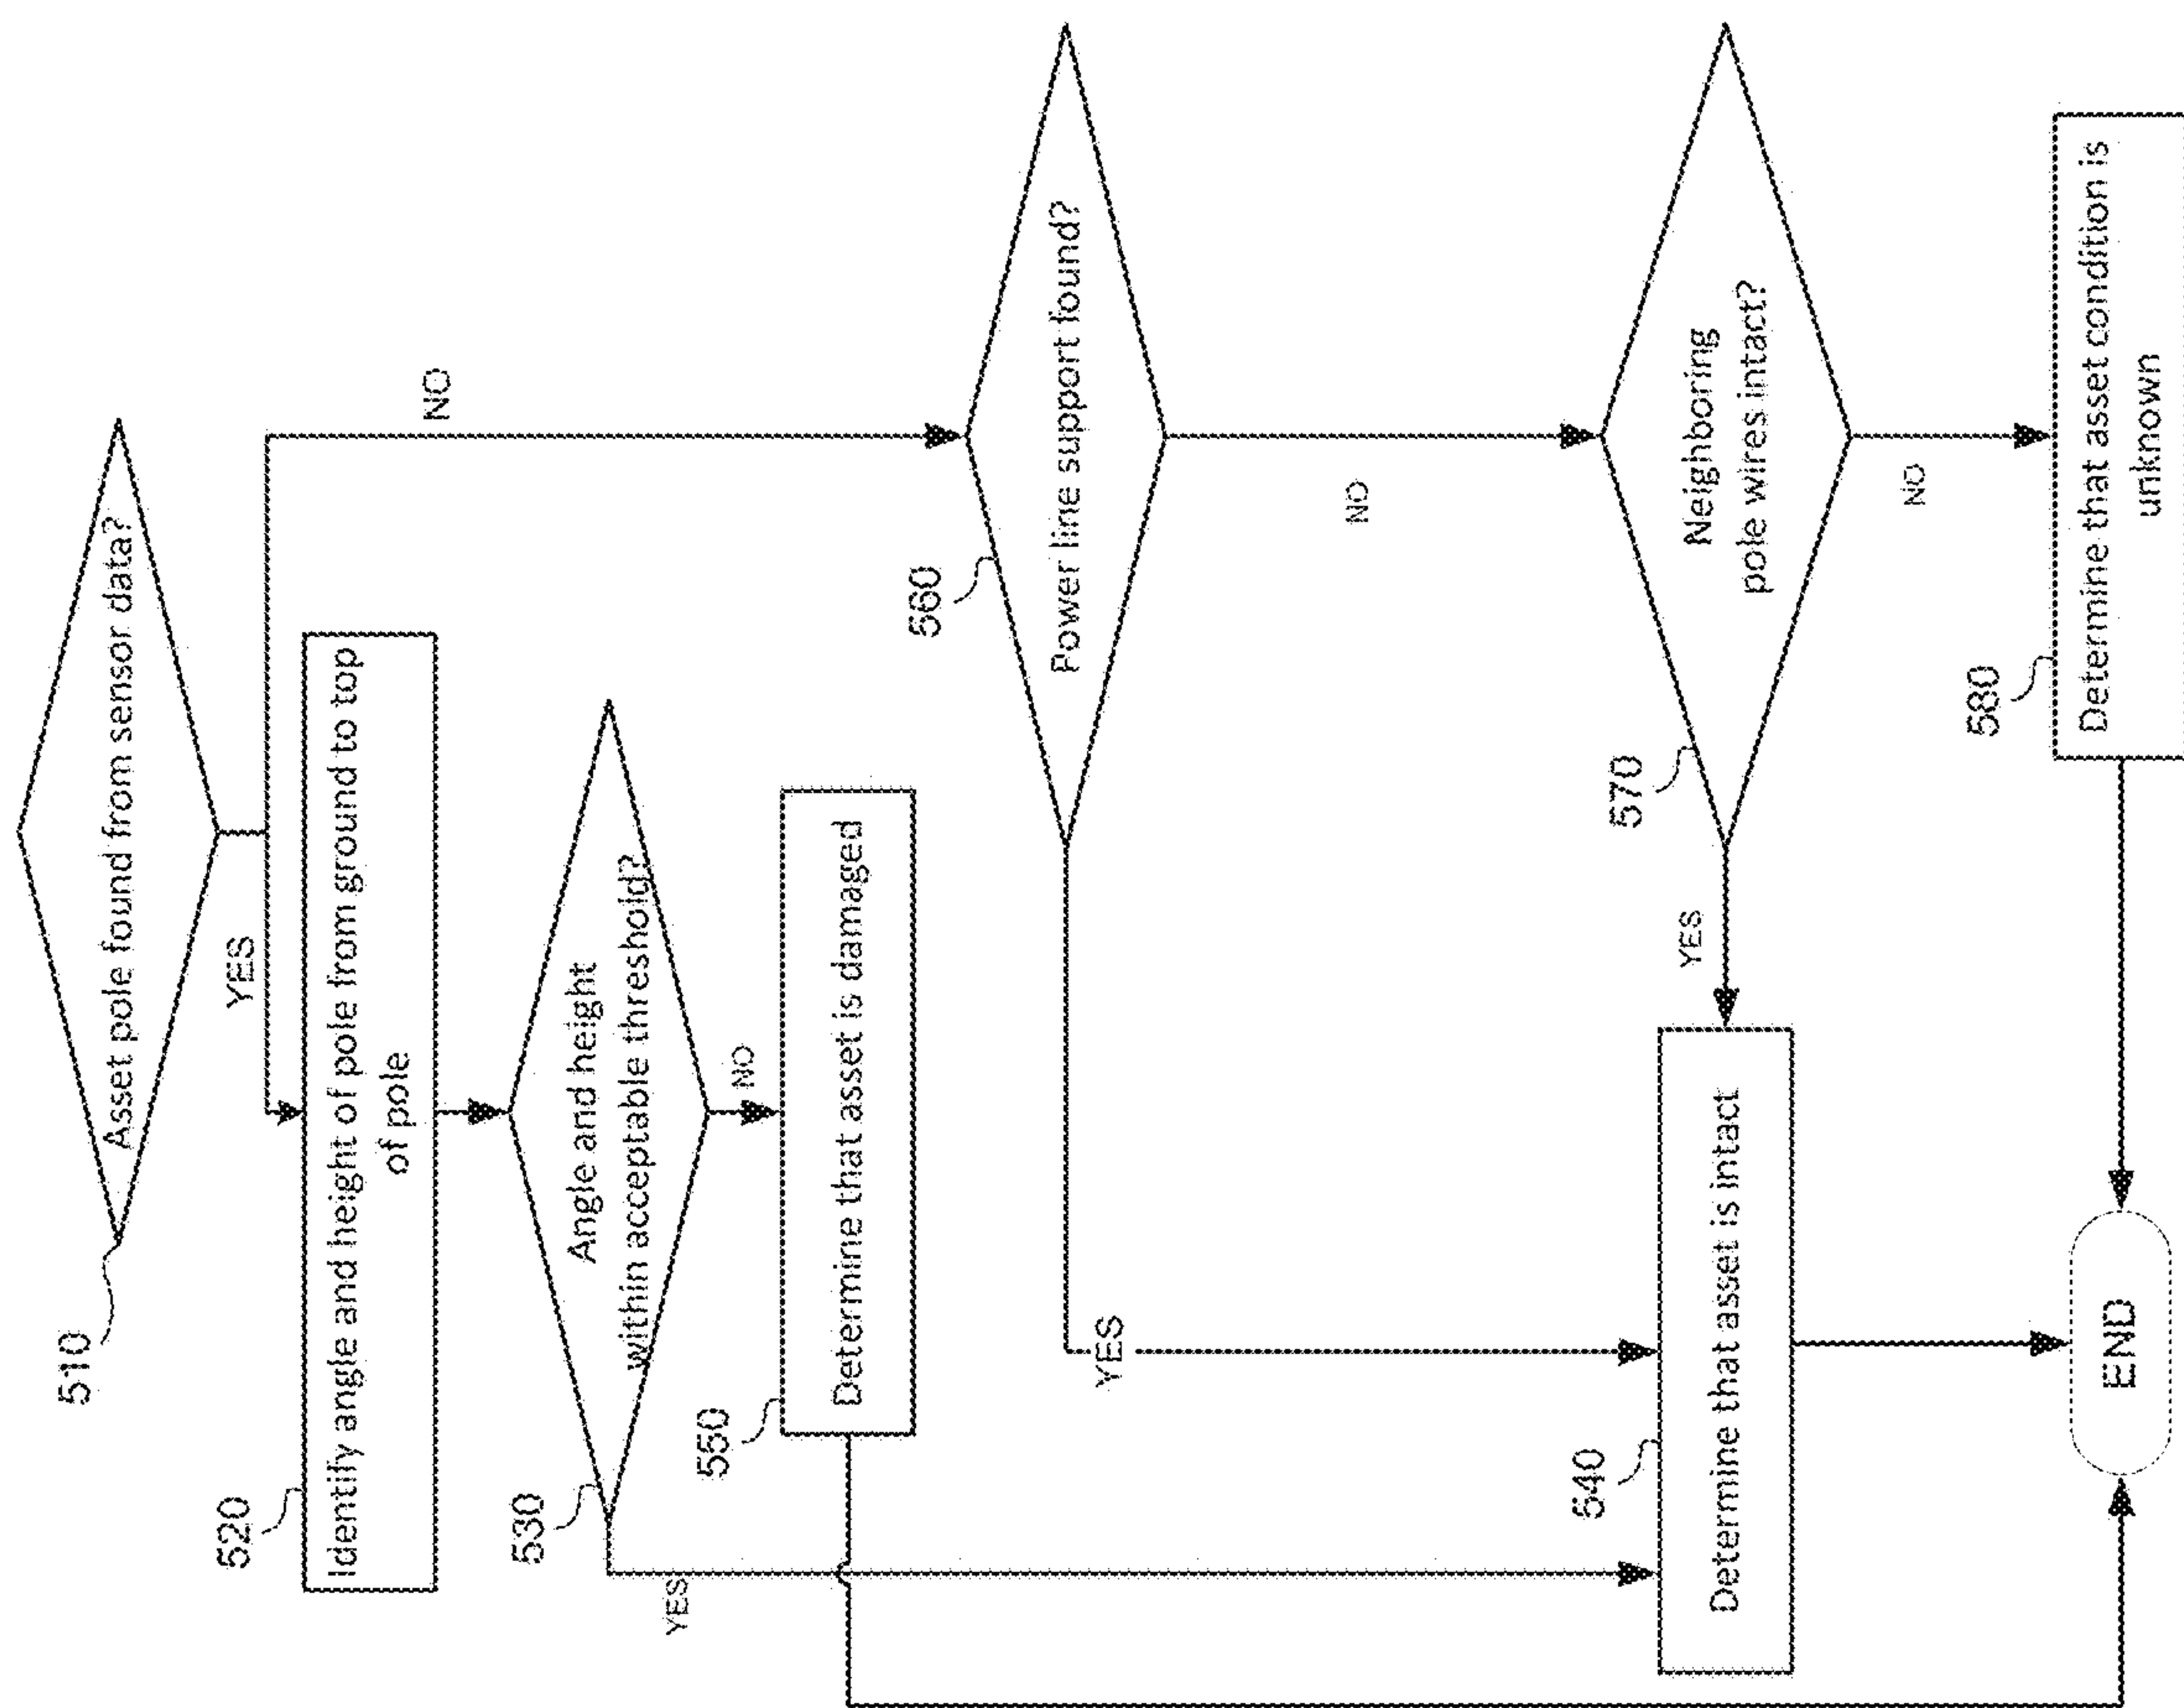 510
Asset pole found from sensor data?
YES
NO
520
Identify angle and height of pole from ground to top
of pole
530
Angle and height
within acceptable threshold?
YES
NO
550
Determine that asset is damaged
560
Power line support found?
YES
NO
570
Neighboring
pole wires intact?
YES
NO
540
Determine that asset is intact
580
Determine that asset condition is
unknown
END